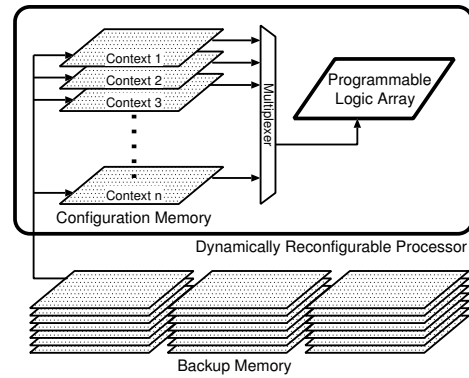 Context 1
Context 2
Context 3
Context n
Configuration Memory
Multiplexer
Programmable
Logic Array
Dynamically Reconfigurable Processor
Backup Memory